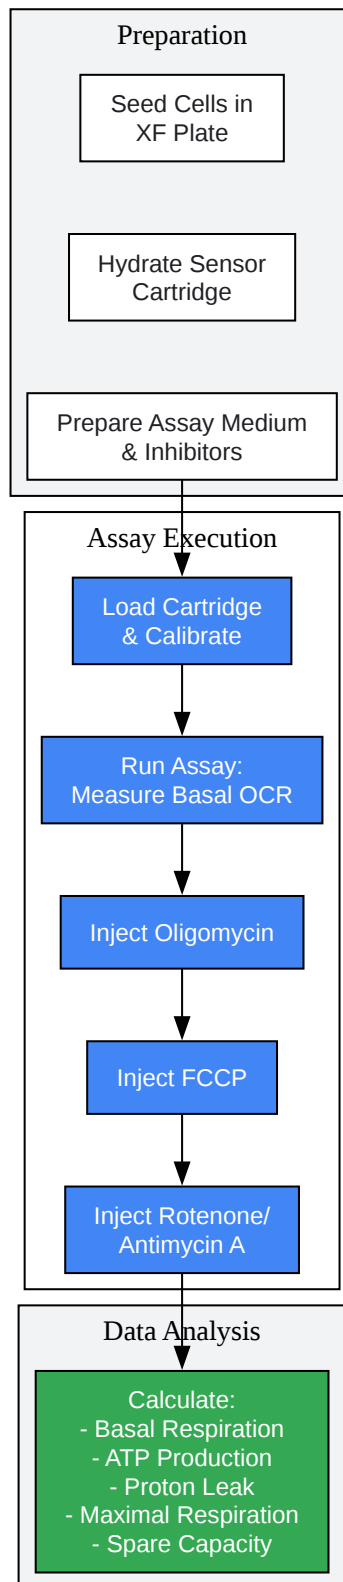 Preparation
Seed Cells in
XF Plate
Hydrate Sensor
Cartridge
Prepare Assay Medium
& Inhibitors
Assay Execution
Load Cartridge
& Calibrate
Run Assay:
Measure Basal OCR
Inject Oligomycin
Inject FCCP
Inject Rotenone/
Antimycin A
Data Analysis
Calculate:
- Basal Respiration
- ATP Production
- Proton Leak
- Maximal Respiration
- Spare Capacity